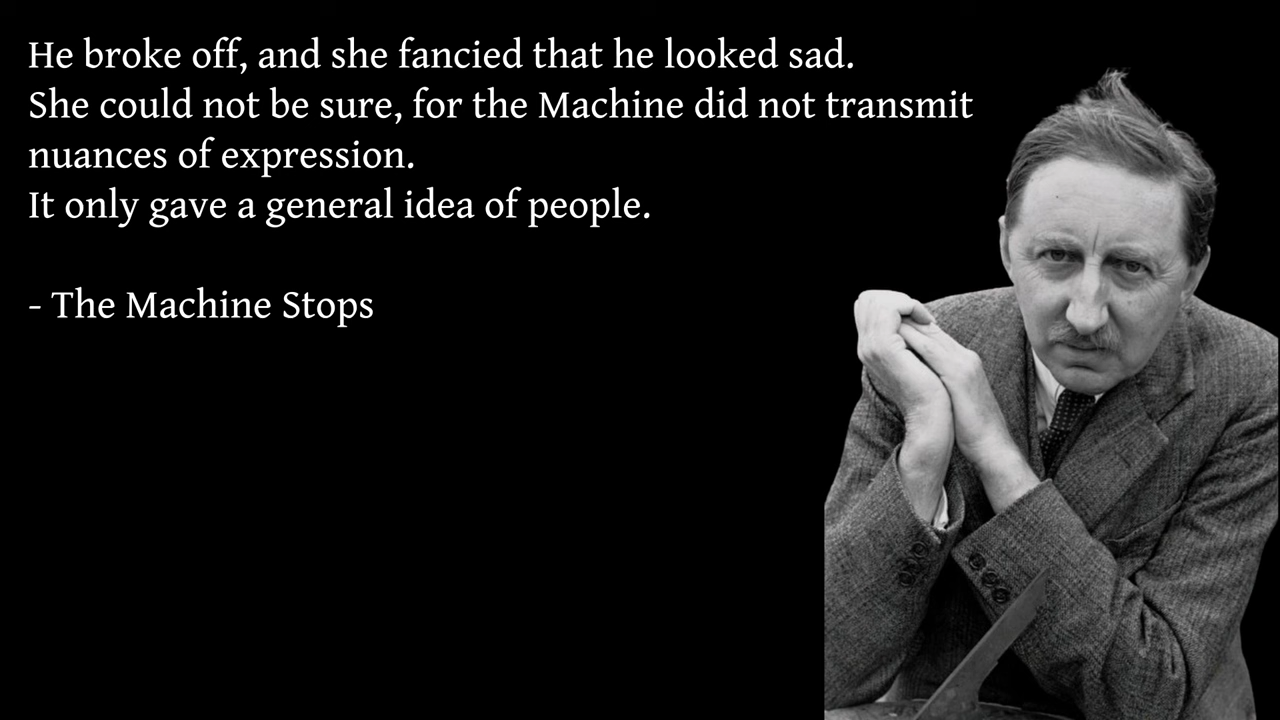 He broke off, and she fancied that he looked sad.
She could not be sure, for the Machine did not transmit
nuances of expression.
It only gave a general idea of people.
- The Machine Stops